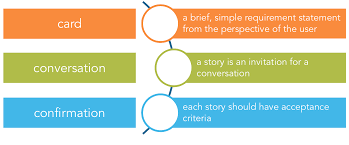 card
a brief, simple requirement statement
from the perspective of the user
conversation
a story is an invitation for a
conversation
confirmation
each story should have acceptance
criteria